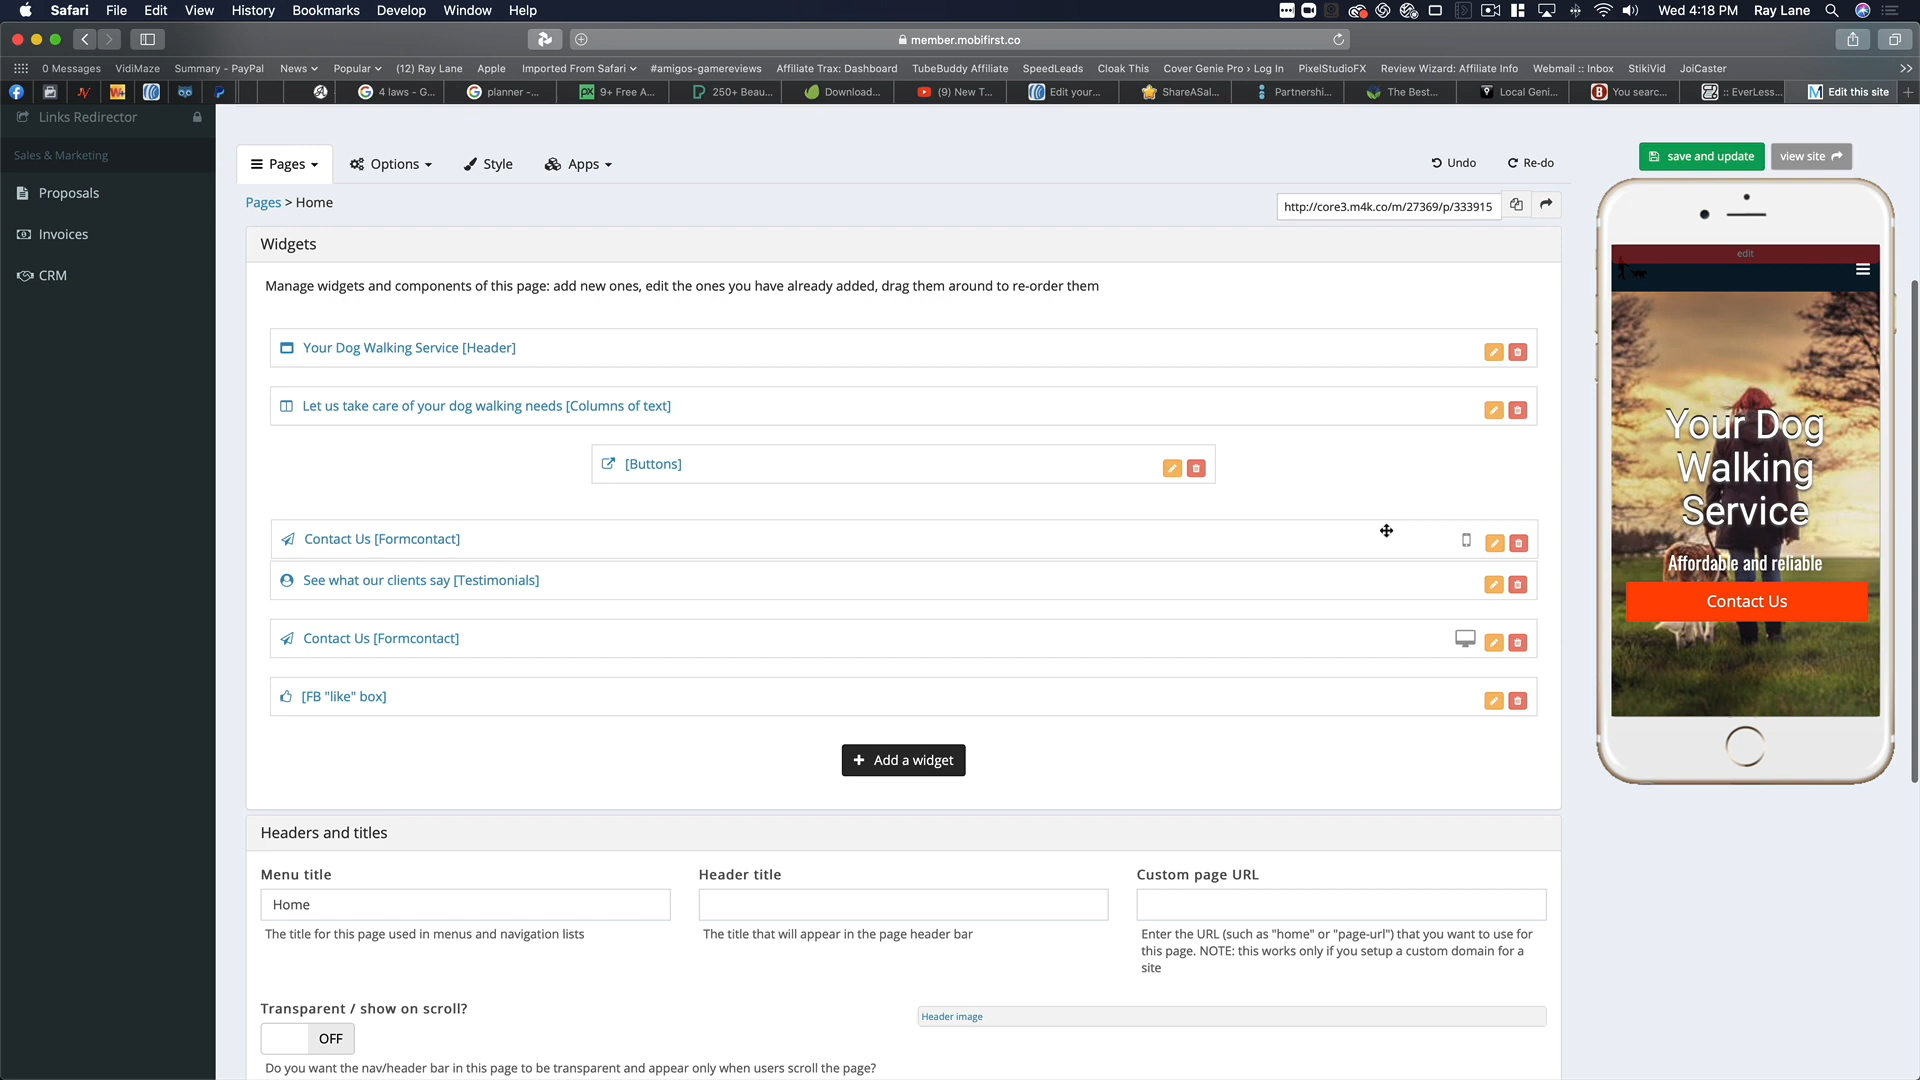 Safari File Edit View History Bookmarks Develop Window Help Wed 4:18 PM Ray Lane
member.mobifirst.co
0 Messages VidiMaze Summary - PayPal News Popular (12) Ray Lane Apple Imported From Safari #amigos-gamereviews Affiliate Trax: Dashboard TubeBuddy Affiliate SpeedLeads Cloak This Cover Genie Pro › Log In PixelStudioFX Review Wizard: Affiliate Info Webmail :: Inbox StikiVid JoiCaster
4 laws - G... planner -... 9+ Free A... 250+ Beau... Download... (9) New T... Edit your... ShareASal... Partnershi... The Best... Local Geni... You searc... :: EverLess... Edit this site
Links Redirector
Sales & Marketing
Proposals
Invoices
CRM
Pages Options Style Apps Undo Re-do
save and update view site
Pages > Home
http://core3.m4k.co/m/27369/p/333915
Widgets
Manage widgets and components of this page: add new ones, edit the ones you have already added, drag them around to re-order them
Your Dog Walking Service [Header]
Let us take care of your dog walking needs [Columns of text]
[Buttons]
Contact Us [Formcontact]
See what our clients say [Testimonials]
Contact Us [Formcontact]
[FB "like" box]
+ Add a widget
edit
Your Dog
Walking
Service
Affordable and reliable
Contact Us
Headers and titles
Menu title
Home
The title for this page used in menus and navigation lists
Header title
The title that will appear in the page header bar
Custom page URL
Enter the URL (such as "home" or "page-url") that you want to use for
this page. NOTE: this works only if you setup a custom domain for a
site
Transparent / show on scroll?
OFF
Do you want the nav/header bar in this page to be transparent and appear only when users scroll the page?
Header image